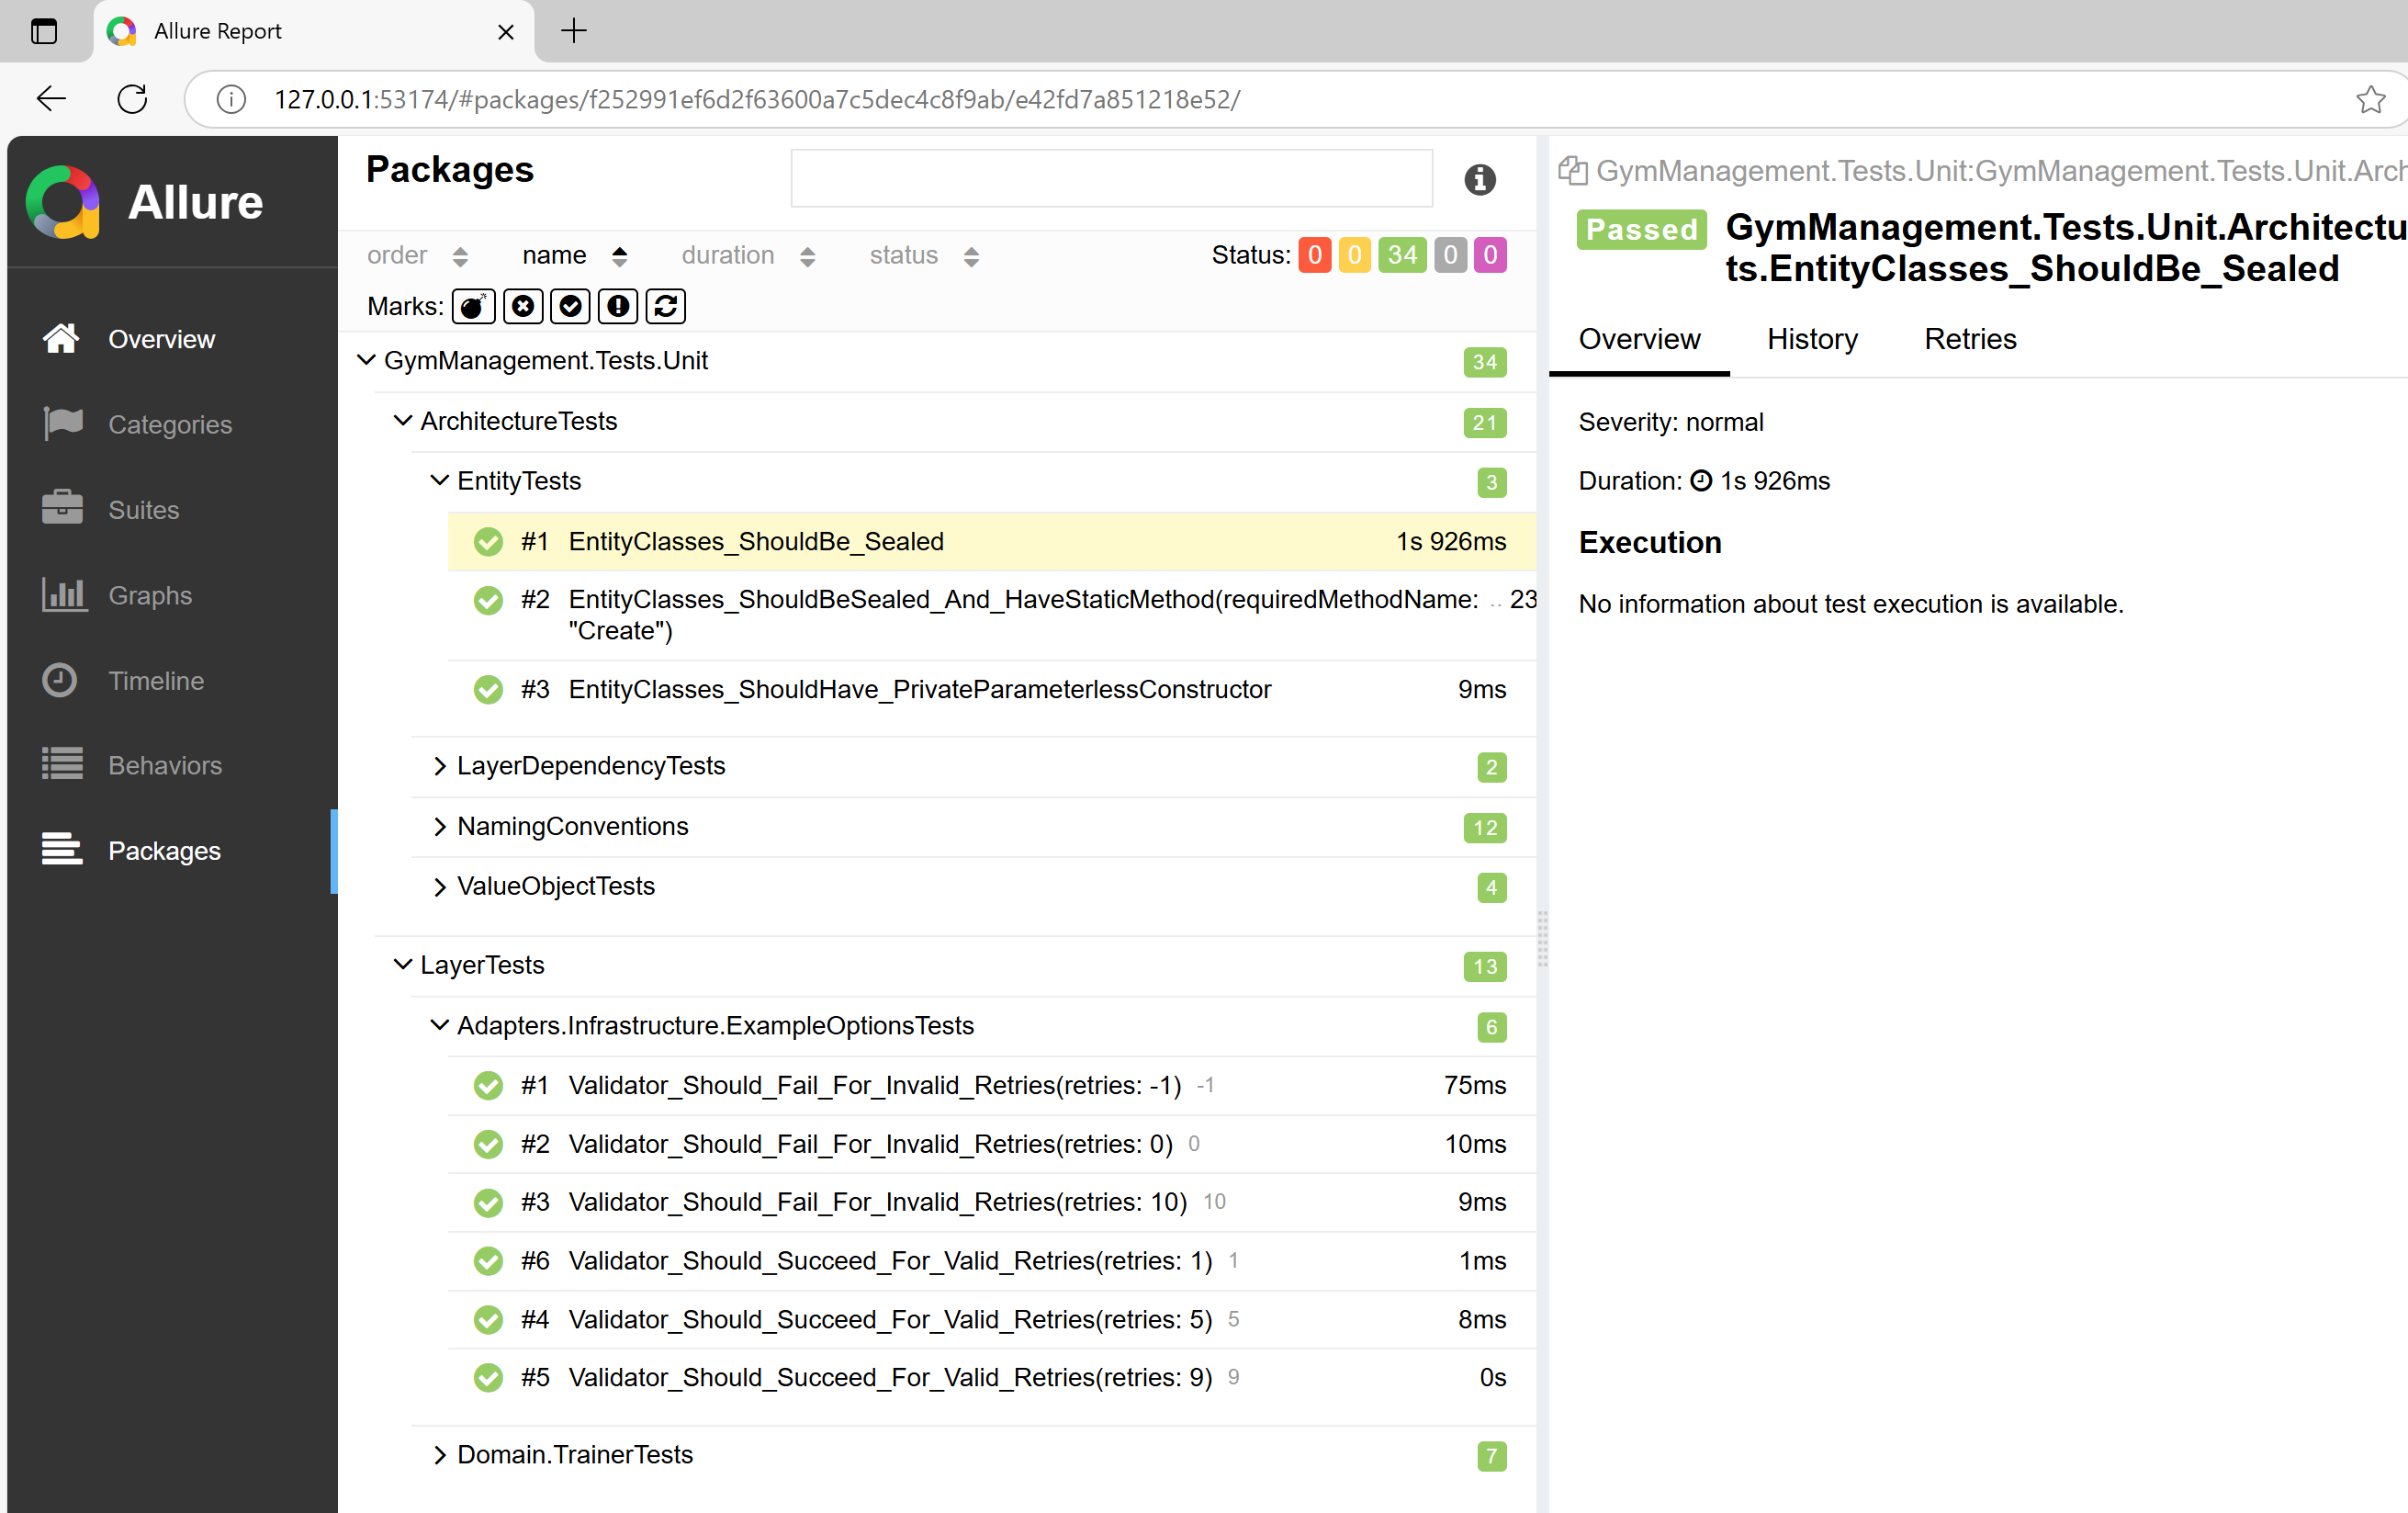 Allure Report
127.0.0.1:53174/#packages/f252991ef6d2f63600a7c5dec4c8f9ab/e42fd7a851218e52/
Allure
Overview
Categories
Suites
Graphs
Timeline
Behaviors
Packages
Packages
order name duration status Status: 0 0 34 0 0
Marks:
GymManagement.Tests.Unit 34
ArchitectureTests 21
EntityTests 3
#1 EntityClasses_ShouldBe_Sealed 1s 926ms
#2 EntityClasses_ShouldBeSealed_And_HaveStaticMethod(requiredMethodName: .. 23
"Create")
#3 EntityClasses_ShouldHave_PrivateParameterlessConstructor 9ms
LayerDependencyTests 2
NamingConventions 12
ValueObjectTests 4
LayerTests 13
Adapters.Infrastructure.ExampleOptionsTests 6
#1 Validator_Should_Fail_For_Invalid_Retries(retries: -1) -1 75ms
#2 Validator_Should_Fail_For_Invalid_Retries(retries: 0) 0 10ms
#3 Validator_Should_Fail_For_Invalid_Retries(retries: 10) 10 9ms
#6 Validator_Should_Succeed_For_Valid_Retries(retries: 1) 1 1ms
#4 Validator_Should_Succeed_For_Valid_Retries(retries: 5) 5 8ms
#5 Validator_Should_Succeed_For_Valid_Retries(retries: 9) 9 0s
Domain.TrainerTests 7
GymManagement.Tests.Unit:GymManagement.Tests.Unit.Arch
Passed GymManagement.Tests.Unit.Architectu
ts.EntityClasses_ShouldBe_Sealed
Overview History Retries
Severity: normal
Duration: 1s 926ms
Execution
No information about test execution is available.